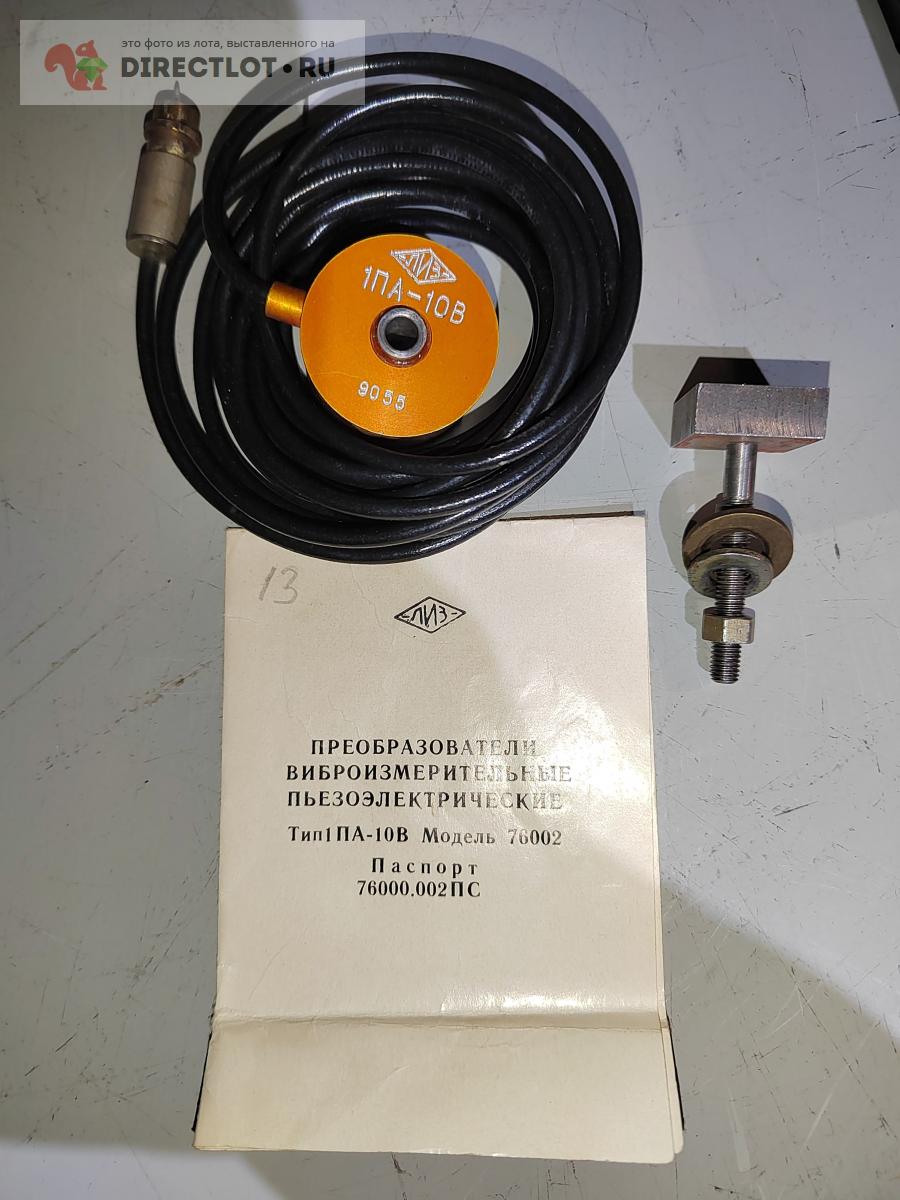 это фото из лота, выставленного на
DIRECTLOT.RU
-ЛИЗ-
1ПА-10В
9055
13
-ЛИЗ-
ПРЕОБРАЗОВАТЕЛИ
ВИБРОИЗМЕРИТЕЛЬНЫЕ
ПЬЕЗОЭЛЕКТРИЧЕСКИЕ
Тип1ПА-10В Модель 76002
Паспорт
76000.002ПС